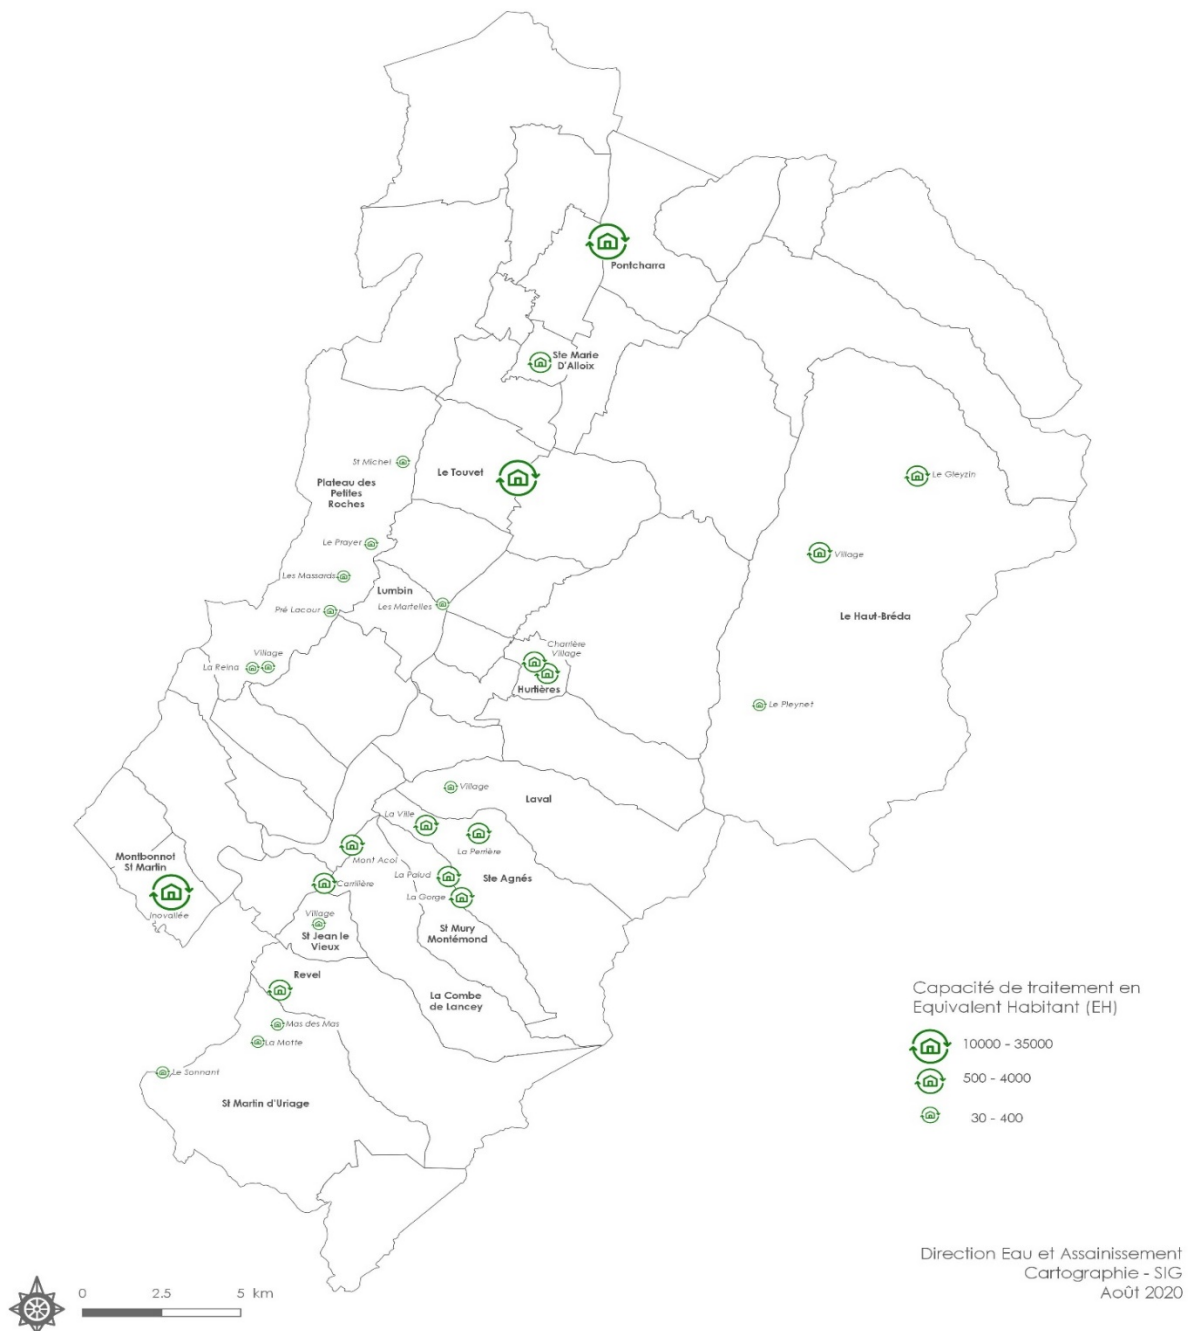 Pontcharra
Ste Marie
D'Alloix
St Michel
Le Touvet
Plateau des
Petites
Roches
Le Gleyzin
Le Prayer
Village
Les Massards
Lumbin
Les Martelles
Pré Lacour
Le Haut-Bréda
Village
La Reina
Charrière
Village
Hurtières
Le Pleynet
Village
Laval
La Ville
La Perrière
Mont Acol
Montbonnot
St Martin
La Palud
Ste Agnés
Carrilère
La Gorge
Inovallée
Village
St Jean le
Vieux
St Mury
Montémond
Revel
La Combe
de Lancey
Mas des Mas
La Motte
Le Sonnant
St Martin d'Uriage
Capacité de traitement en
Equivalent Habitant (EH)
10000 - 35000
500 - 4000
30 - 400
Direction Eau et Assainissement
Cartographie - SIG
Août 2020
0 2.5 5 km